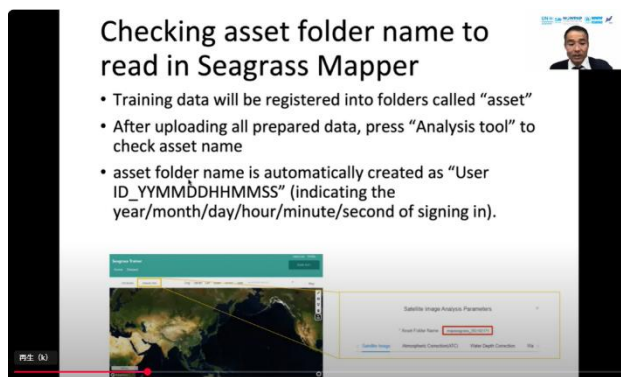 Checking asset folder name to
read in Seagrass Mapper
• Training data will be registered into folders called “asset”
• After uploading all prepared data, press “Analysis tool” to
check asset name
• asset folder name is automatically created as “User
ID_YYMMDDHHMMSS” (indicating the
year/month/day/hour/minute/second of signing in).
Seagrass Trainer
Satellite Image Analysis Parameters
Asset Folder Name
Satellite Image
Atmospheric Correction(ATC)
Water Depth Correction
再生 (k)